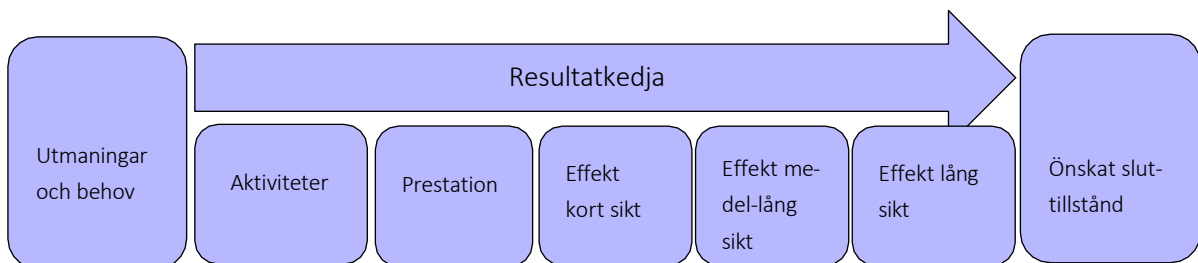 Resultatkedja
Utmaningar
och behov
Aktiviteter
Prestation
Effekt
kort sikt
Effekt me-
del-lång
sikt
Effekt lång
sikt
Önskat slut-
tillstånd